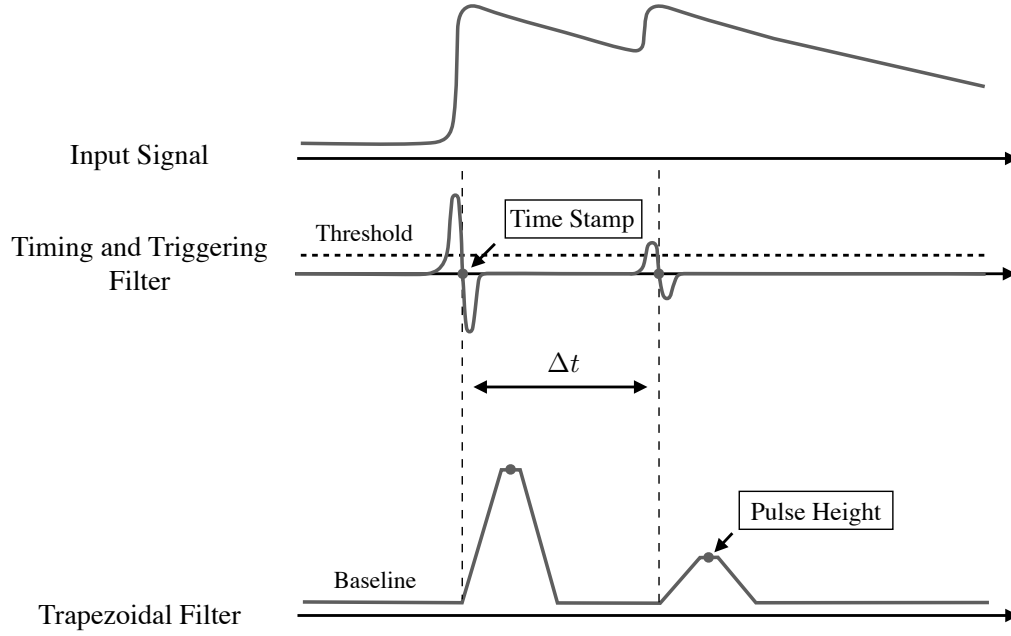 Input Signal
Time Stamp
Threshold
Timing and Triggering
Filter
Δt
Pulse Height
Baseline
Trapezoidal Filter